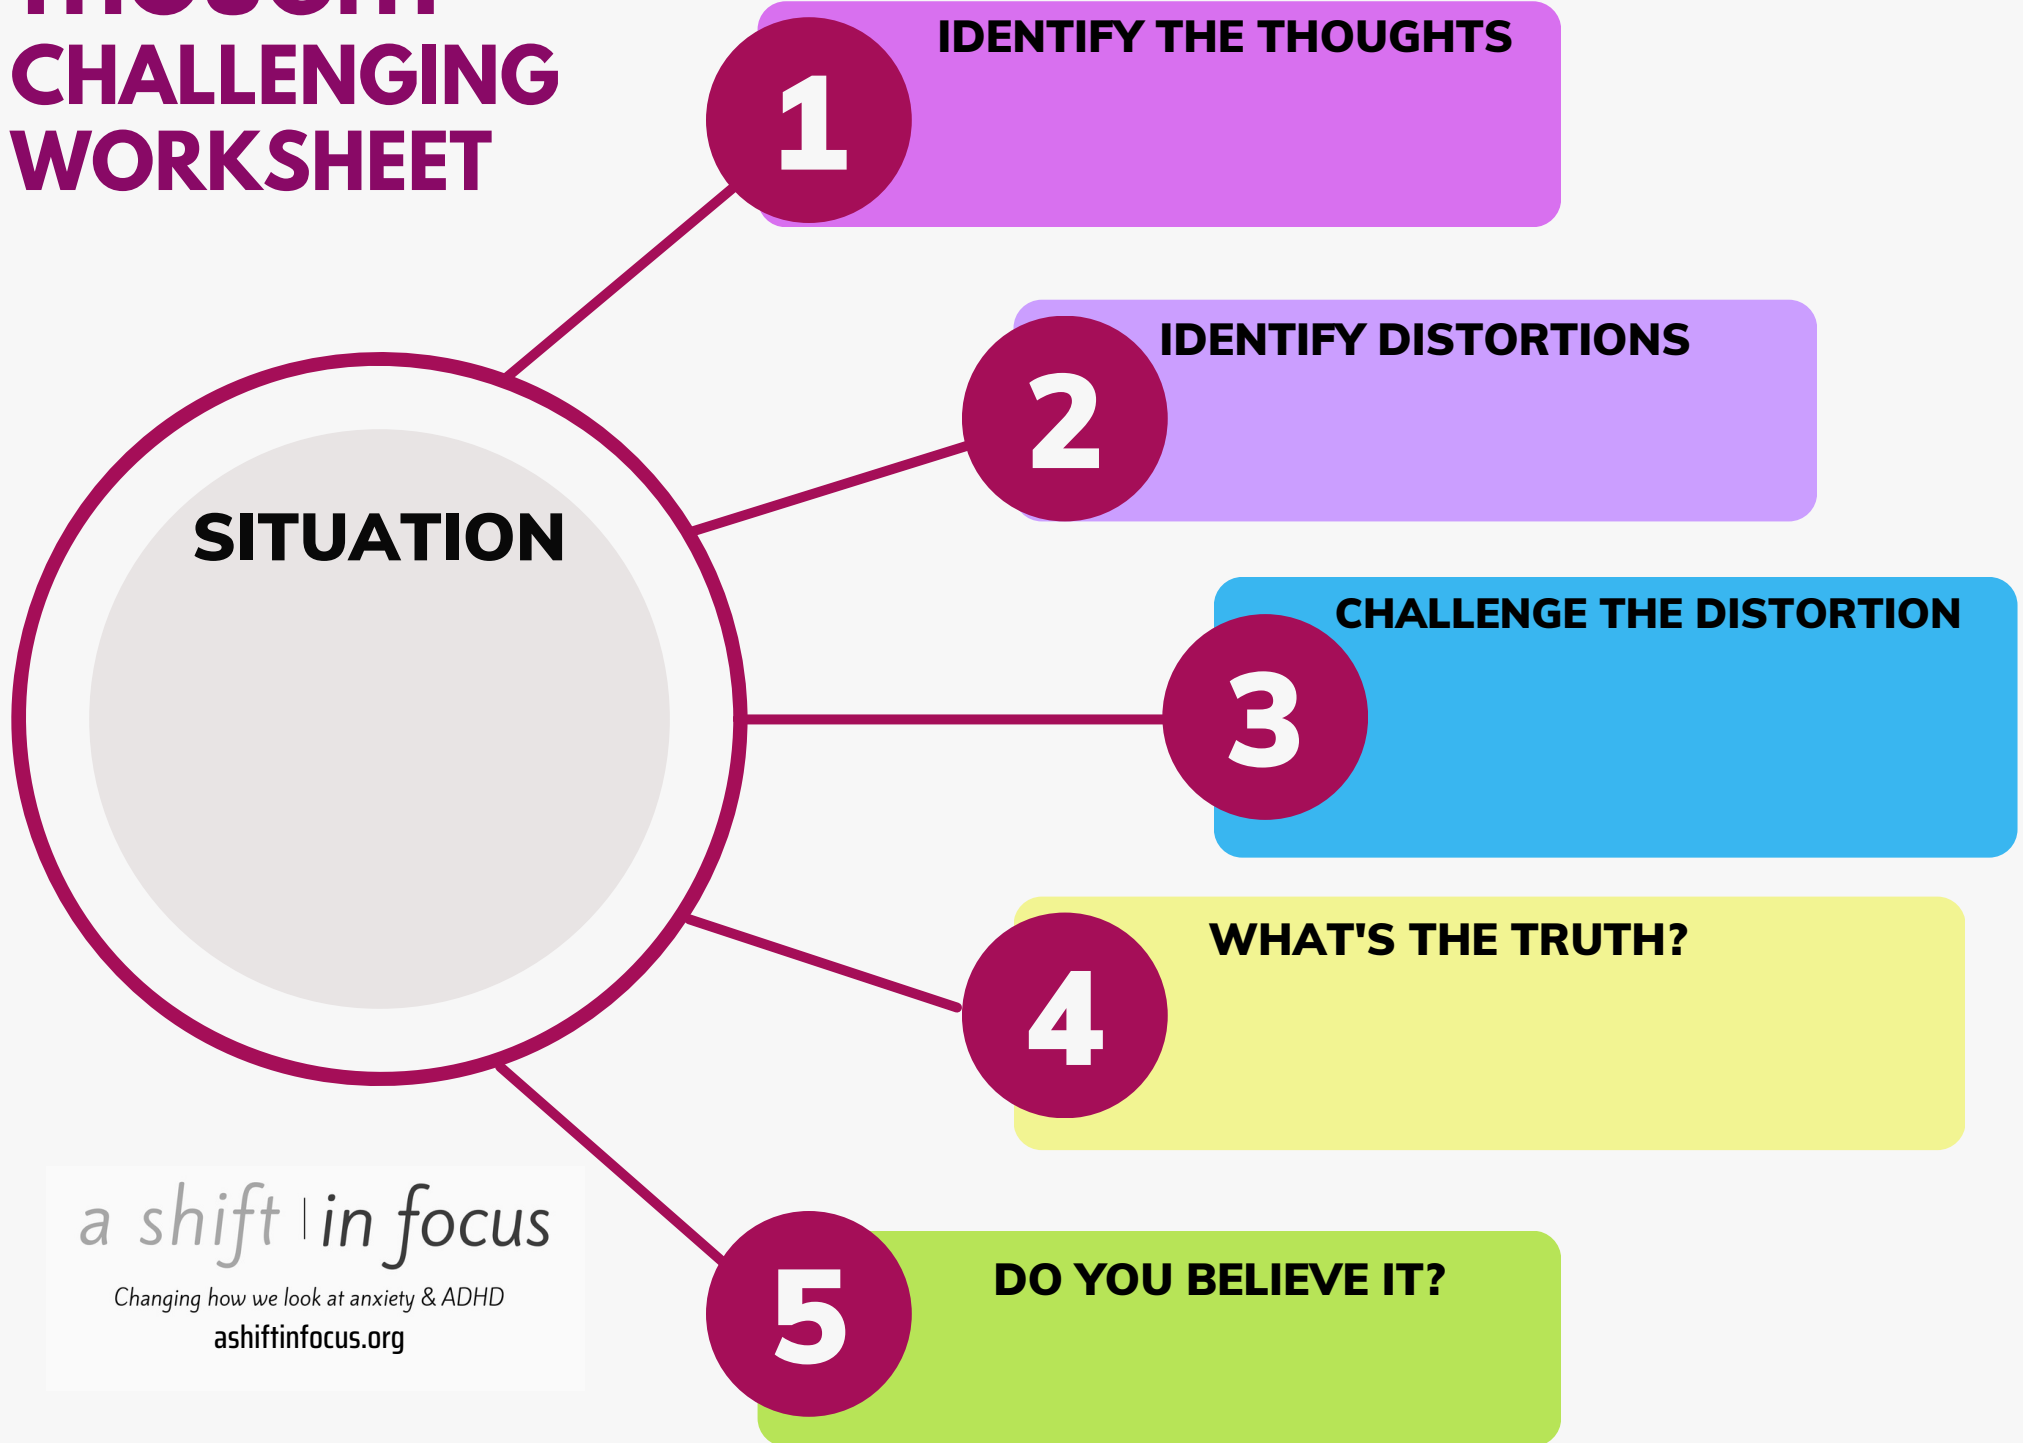 THOUGHT
CHALLENGING
WORKSHEET
1
IDENTIFY THE THOUGHTS
2
IDENTIFY DISTORTIONS
SITUATION
3
CHALLENGE THE DISTORTION
4
WHAT'S THE TRUTH?
5
DO YOU BELIEVE IT?
a shift | in focus
Changing how we look at anxiety & ADHD
ashiftinfocus.org